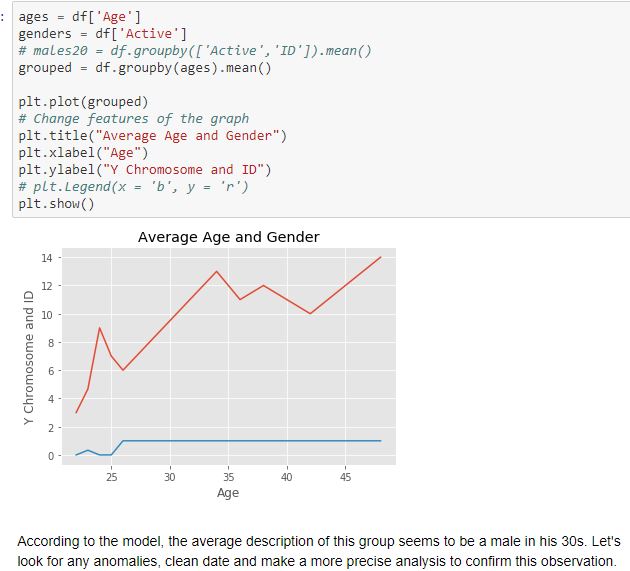 : ages = df['Age']
genders = df['Active']
# males20 = df.groupby(['Active','ID']).mean()
grouped = df.groupby(ages).mean()
plt.plot(grouped)
# Change features of the graph
plt.title("Average Age and Gender")
plt.xlabel("Age")
plt.ylabel("Y Chromosome and ID")
# plt.Legend(x = 'b', y = 'r')
plt.show()
Average Age and Gender
14
12
10
8
6
4
2
0
Y Chromosome and ID
25 30 35 40 45
Age
According to the model, the average description of this group seems to be a male in his 30s. Let's
look for any anomalies, clean date and make a more precise analysis to confirm this observation.